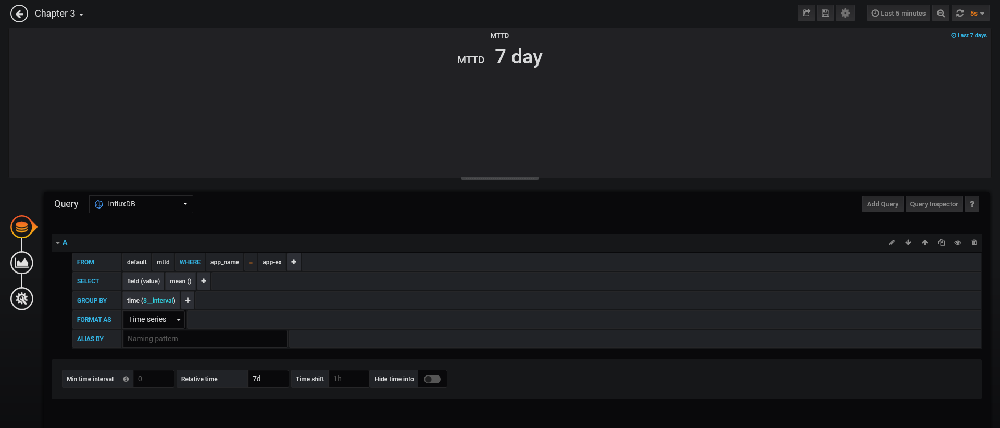 Chapter 3
Last 5 minutes
5s
MTTD
Last 7 days
MTTD 7 day
Query InfluxDB
Add Query Query Inspector ?
A
FROM default mttd WHERE app_name = app-ex +
SELECT field (value) mean () +
GROUP BY time ($__interval) +
FORMAT AS Time series
ALIAS BY Naming pattern
Min time interval 0 Relative time 7d Time shift 1h Hide time info